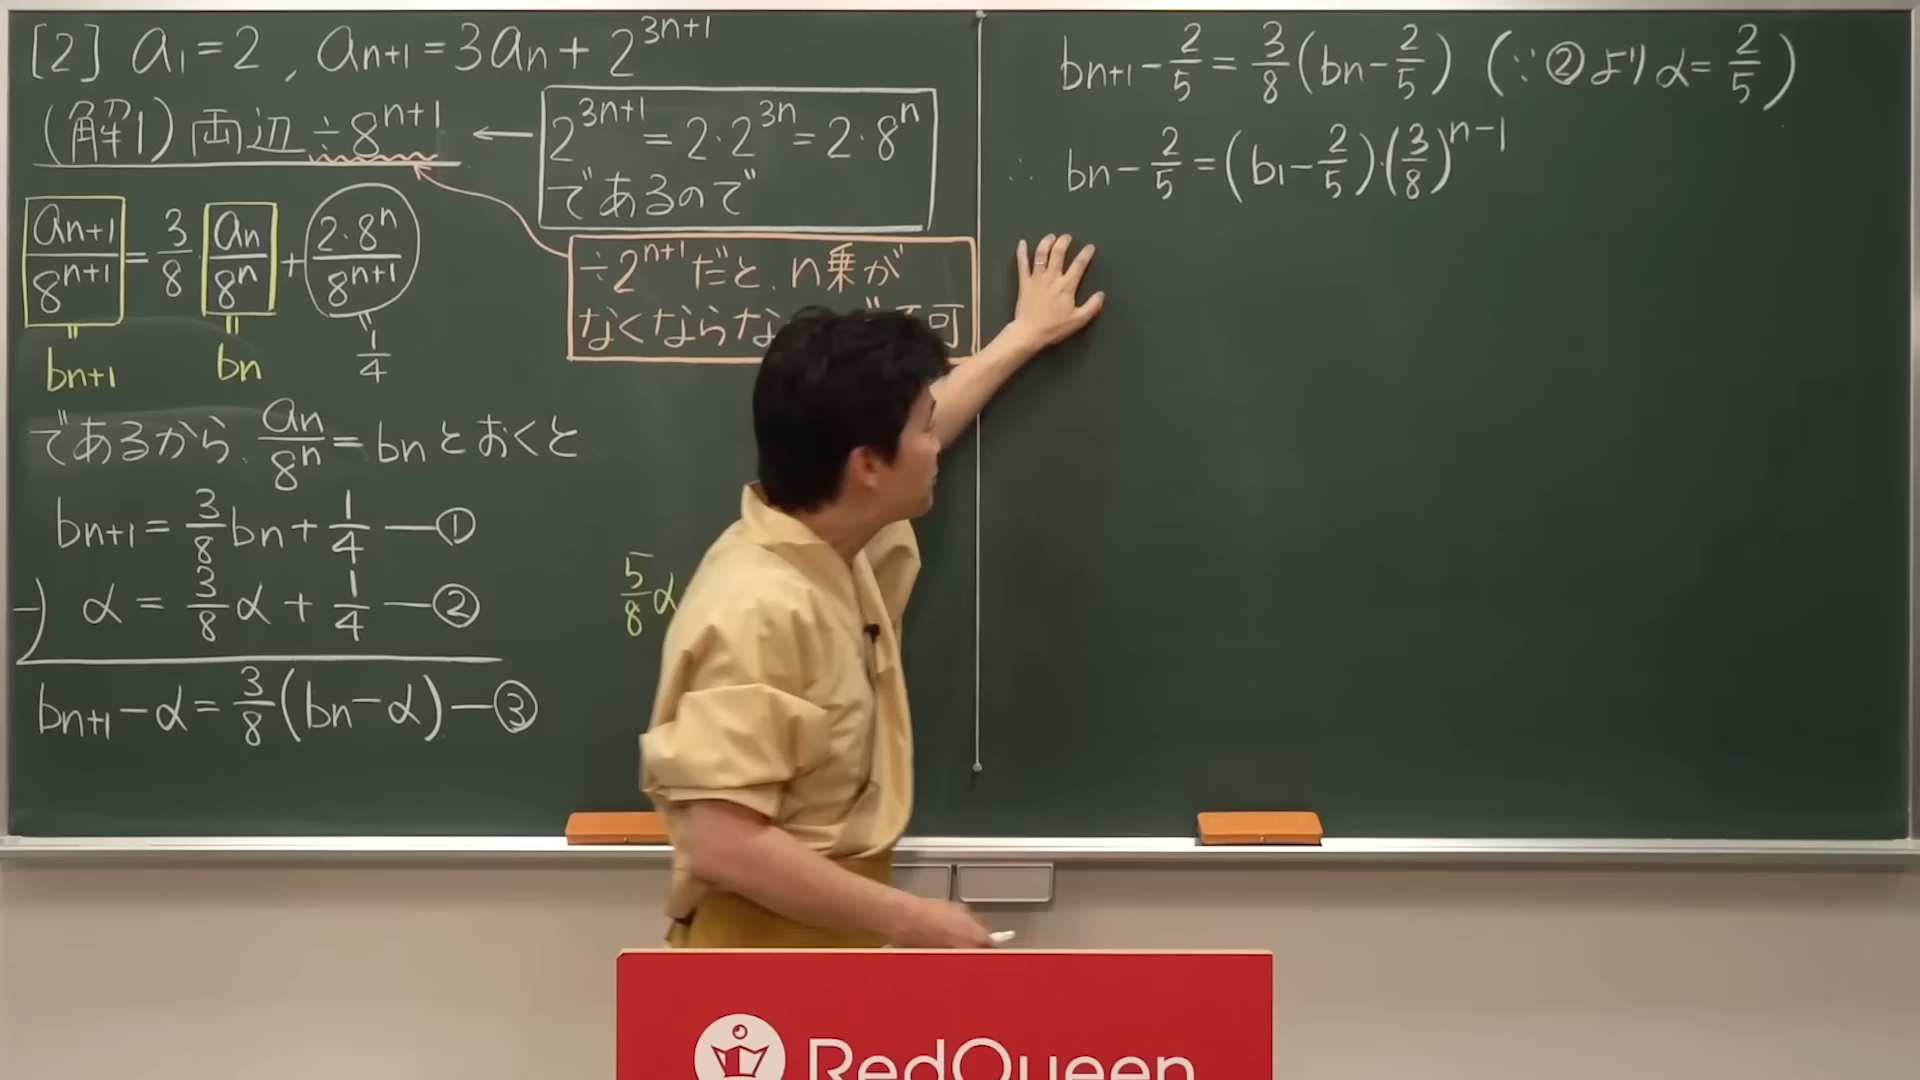 [2] a₁=2, aₙ₊₁=3aₙ+2³ⁿ⁺¹
(解1) 両辺÷8ⁿ⁺¹ ←
2³ⁿ⁺¹=2・2³ⁿ=2・8ⁿ
であるので
÷2ⁿ⁺¹だと、n乗が
なくならな 可
aₙ₊₁/8ⁿ⁺¹ = 3/8 aₙ/8ⁿ + 2・8ⁿ/8ⁿ⁺¹
〃 〃 〃
bₙ₊₁ bₙ 1/4
であるから、aₙ/8ⁿ=bₙとおくと
bₙ₊₁=3/8 bₙ+1/4 —①
-) α=3/8 α+1/4 —②
bₙ₊₁-α=3/8(bₙ-α)—③
5/8 α
bₙ₊₁-2/5=3/8(bₙ-2/5) (∵②よりα=2/5)
∴ bₙ-2/5=(b₁-2/5)・(3/8)ⁿ⁻¹
RedQueen